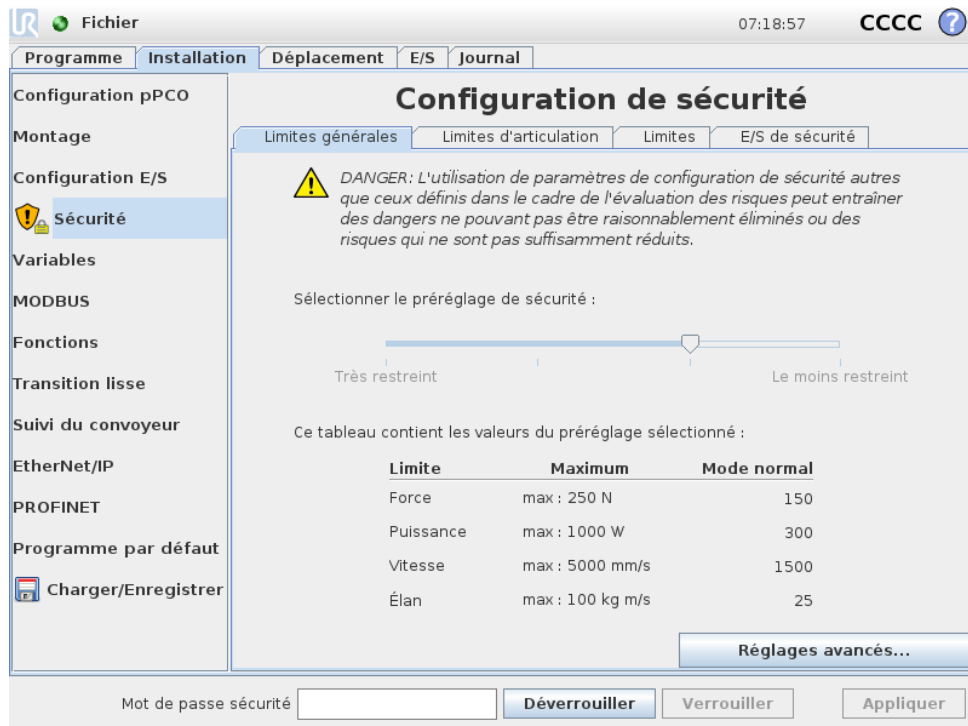 UR Fichier 07:18:57 CCCC ?
Programme Installation Déplacement E/S Journal
Configuration pPCO
Montage
Configuration E/S
Sécurité
Variables
MODBUS
Fonctions
Transition lisse
Suivi du convoyeur
EtherNet/IP
PROFINET
Programme par défaut
Charger/Enregistrer
Configuration de sécurité
Limites générales Limites d'articulation Limites E/S de sécurité
DANGER: L'utilisation de paramètres de configuration de sécurité autres
que ceux définis dans le cadre de l'évaluation des risques peut entraîner
des dangers ne pouvant pas être raisonnablement éliminés ou des
risques qui ne sont pas suffisamment réduits.
Sélectionner le préréglage de sécurité :
Très restreint Le moins restreint
Ce tableau contient les valeurs du préréglage sélectionné :
Limite Maximum Mode normal
Force max : 250 N 150
Puissance max : 1000 W 300
Vitesse max : 5000 mm/s 1500
Élan max : 100 kg m/s 25
Réglages avancés...
Mot de passe sécurité Déverrouiller Verrouiller Appliquer